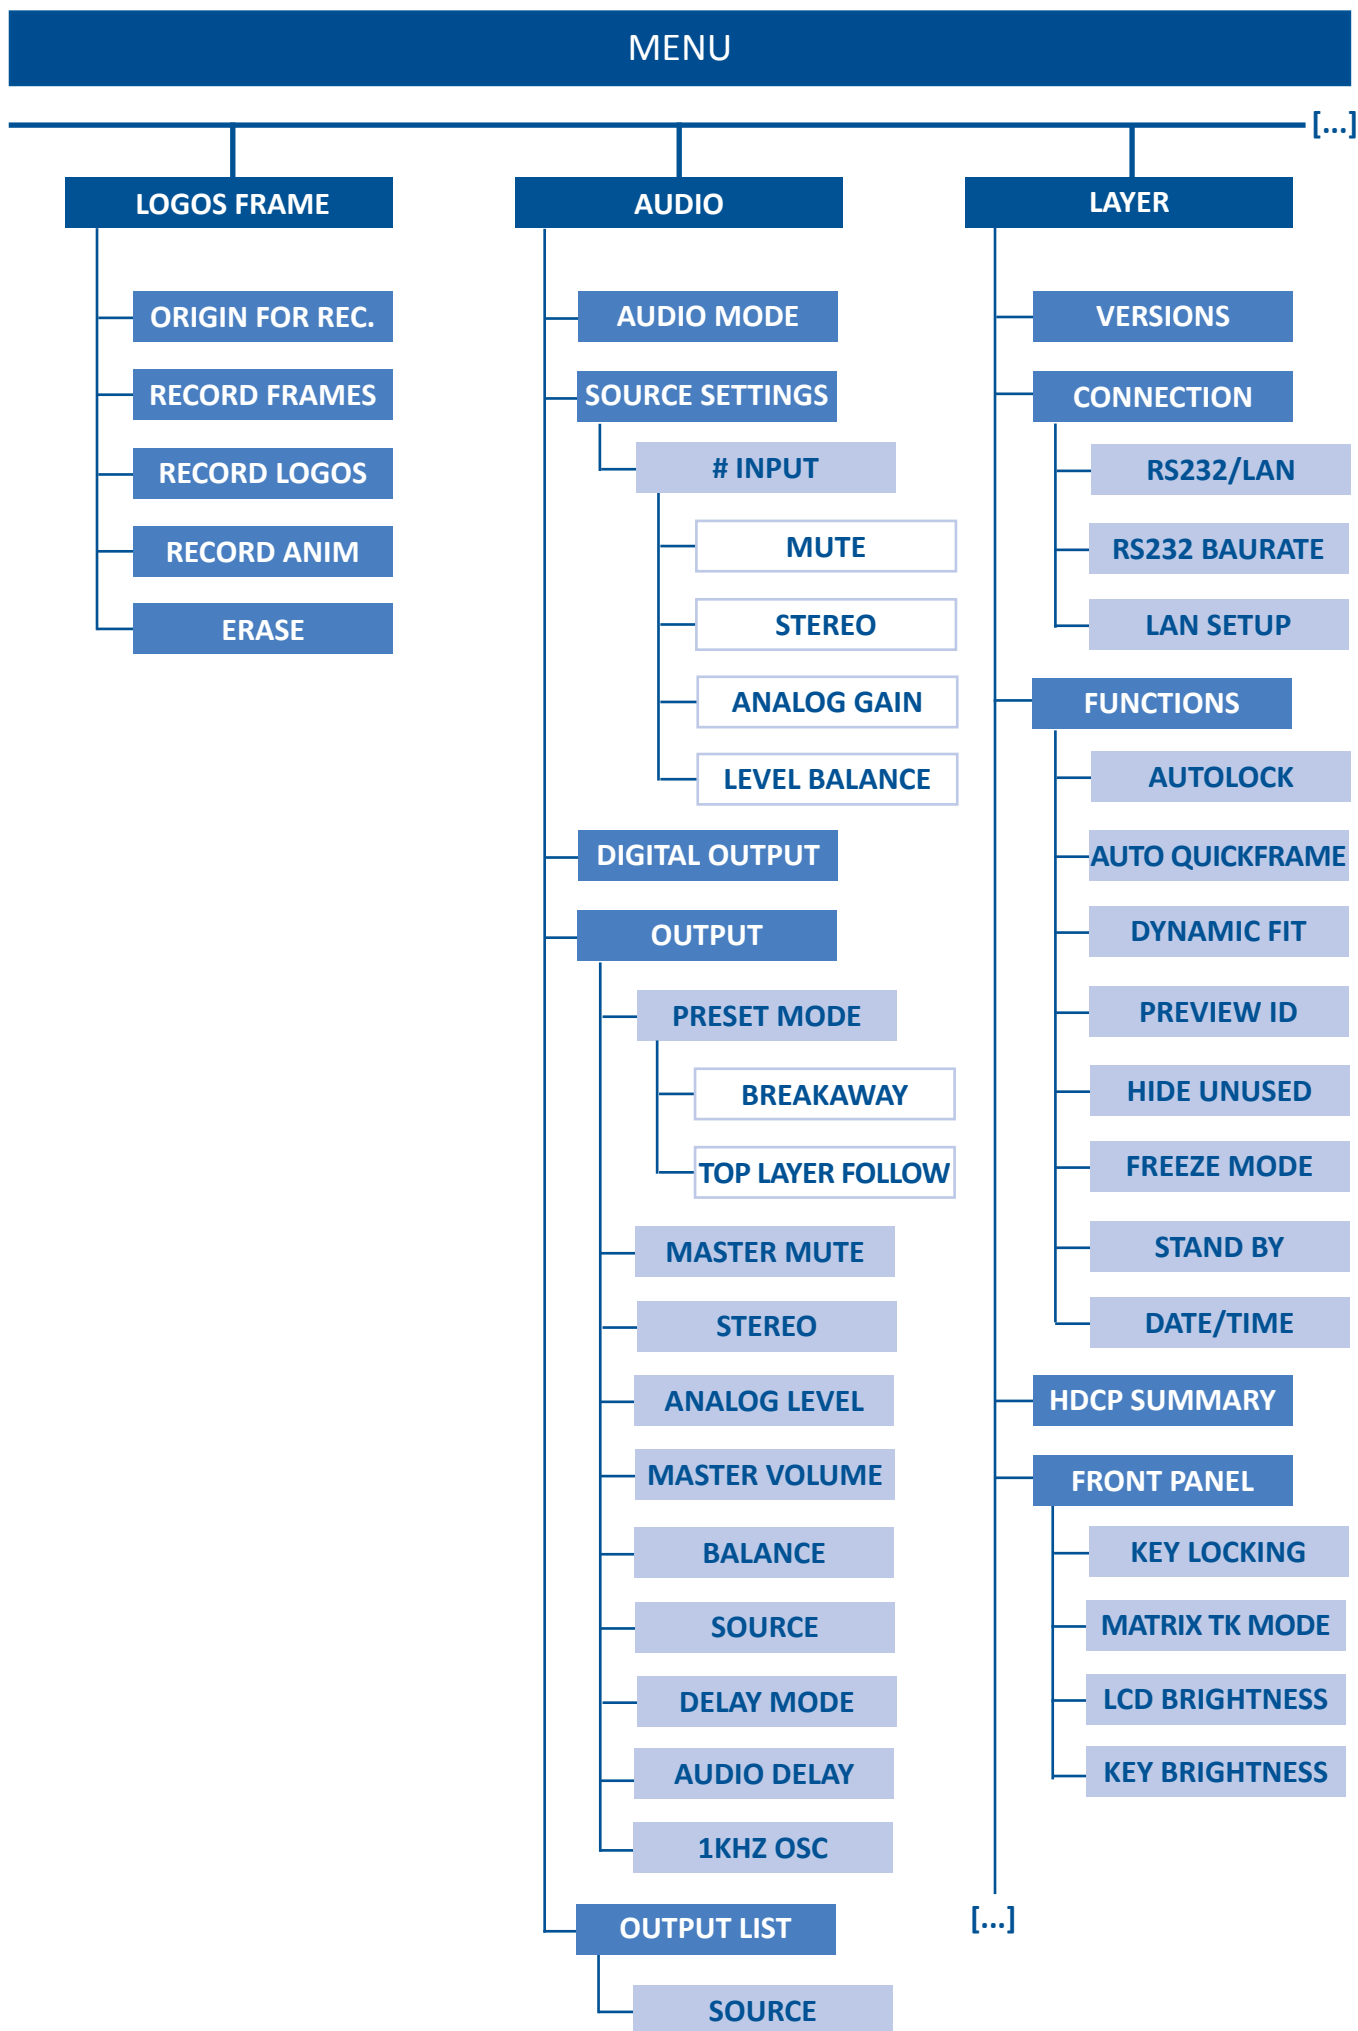 MENU
[...]
LOGOS FRAME
ORIGIN FOR REC.
RECORD FRAMES
RECORD LOGOS
RECORD ANIM
ERASE
AUDIO
AUDIO MODE
SOURCE SETTINGS
# INPUT
MUTE
STEREO
ANALOG GAIN
LEVEL BALANCE
DIGITAL OUTPUT
OUTPUT
PRESET MODE
BREAKAWAY
TOP LAYER FOLLOW
MASTER MUTE
STEREO
ANALOG LEVEL
MASTER VOLUME
BALANCE
SOURCE
DELAY MODE
AUDIO DELAY
1KHZ OSC
OUTPUT LIST
SOURCE
LAYER
VERSIONS
CONNECTION
RS232/LAN
RS232 BAURATE
LAN SETUP
FUNCTIONS
AUTOLOCK
AUTO QUICKFRAME
DYNAMIC FIT
PREVIEW ID
HIDE UNUSED
FREEZE MODE
STAND BY
DATE/TIME
HDCP SUMMARY
FRONT PANEL
KEY LOCKING
MATRIX TK MODE
LCD BRIGHTNESS
KEY BRIGHTNESS
[...]